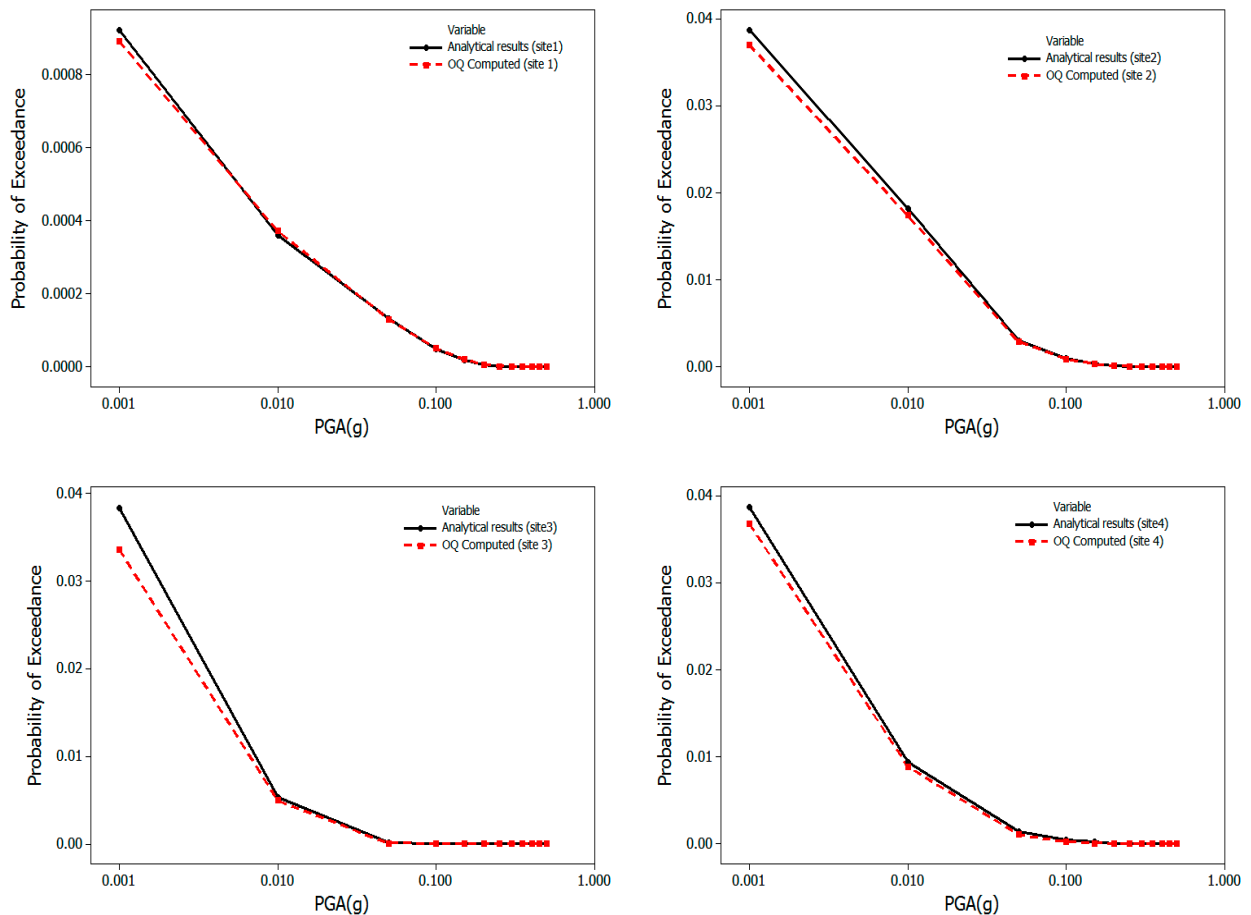 Variable
Analytical results (site1)
OQ Computed (site 1)
Probability of Exceedance
0.0008
0.0006
0.0004
0.0002
0.0000
0.001
0.010
0.100
1.000
PGA(g)
Variable
Analytical results (site2)
OQ Computed (site 2)
Probability of Exceedance
0.04
0.03
0.02
0.01
0.00
0.001
0.010
0.100
1.000
PGA(g)
Variable
Analytical results (site3)
OQ Computed (site 3)
Probability of Exceedance
0.04
0.03
0.02
0.01
0.00
0.001
0.010
0.100
1.000
PGA(g)
Variable
Analytical results (site4)
OQ Computed (site 4)
Probability of Exceedance
0.04
0.03
0.02
0.01
0.00
0.001
0.010
0.100
1.000
PGA(g)